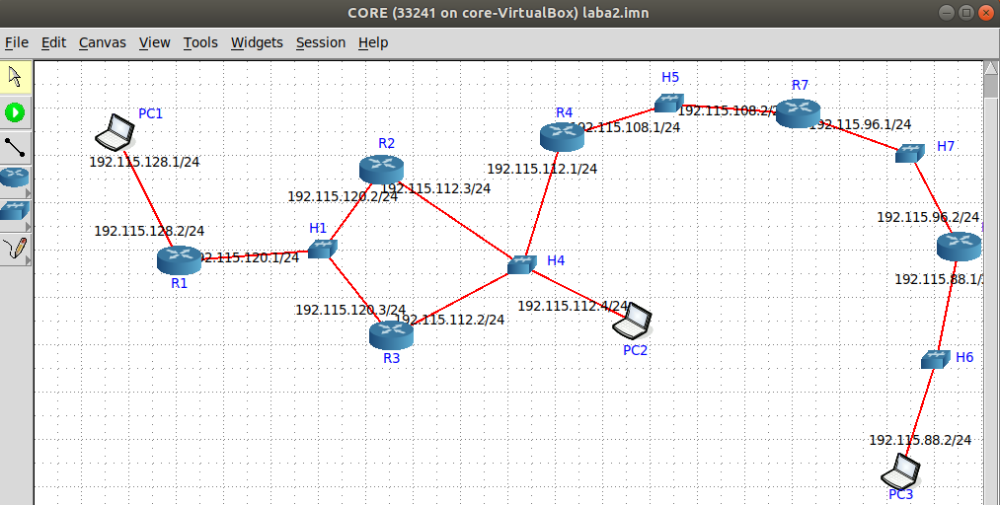 CORE (33241 on core-VirtualBox) laba2.imn
File Edit Canvas View Tools Widgets Session Help
H5
R7
PC1
R4
192.115.108.2/2
192.115.108.1/24
192.115.96.1/24
R2
H7
192.115.128.1/24
192.115.112.1/24
192.115.112.3/24
192.115.120.2/24
192.115.96.2/24
192.115.128.2/24
H1
192.115.120.1/24
H4
R1
192.115.88.1/
192.115.112.4/24
192.115.120.3/24
192.115.112.2/24
PC2
R3
H6
192.115.88.2/24
PC3